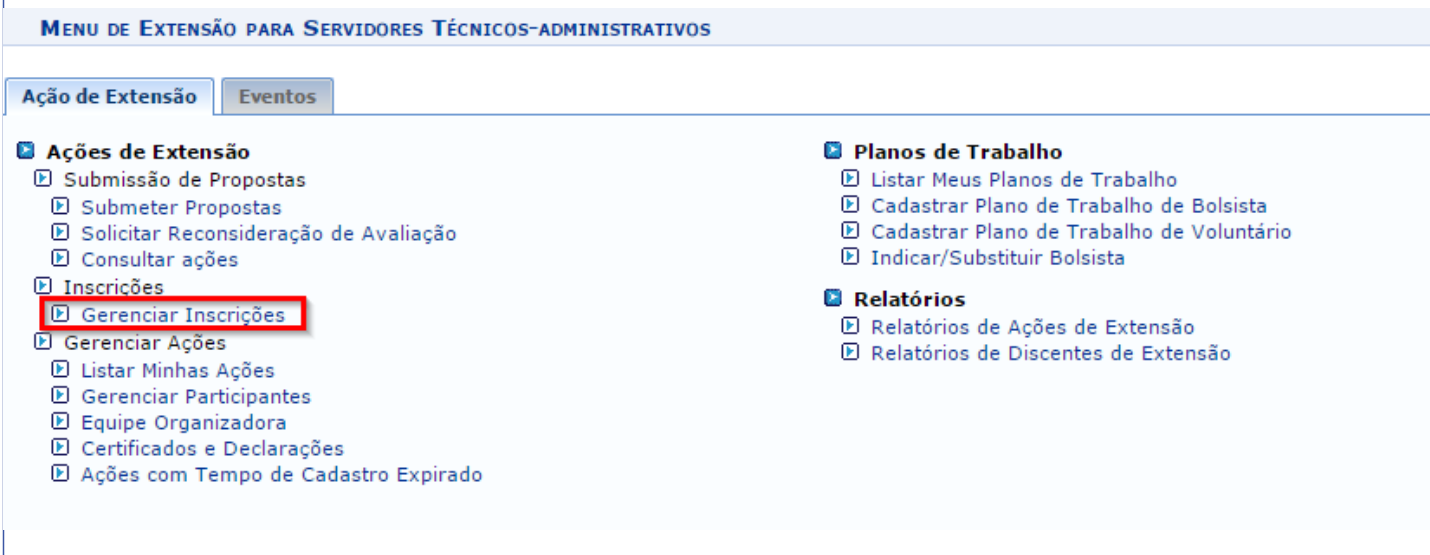 MENU DE EXTENSÃO PARA SERVIDORES TÉCNICOS-ADMINISTRATIVOS
Ação de Extensão
Eventos
Ações de Extensão
Submissão de Propostas
Submeter Propostas
Solicitar Reconsideração de Avaliação
Consultar ações
Inscrições
Gerenciar Inscrições
Gerenciar Ações
Listar Minhas Ações
Gerenciar Participantes
Equipe Organizadora
Certificados e Declarações
Ações com Tempo de Cadastro Expirado
Planos de Trabalho
Listar Meus Planos de Trabalho
Cadastrar Plano de Trabalho de Bolsista
Cadastrar Plano de Trabalho de Voluntário
Indicar/Substituir Bolsista
Relatórios
Relatórios de Ações de Extensão
Relatórios de Discentes de Extensão